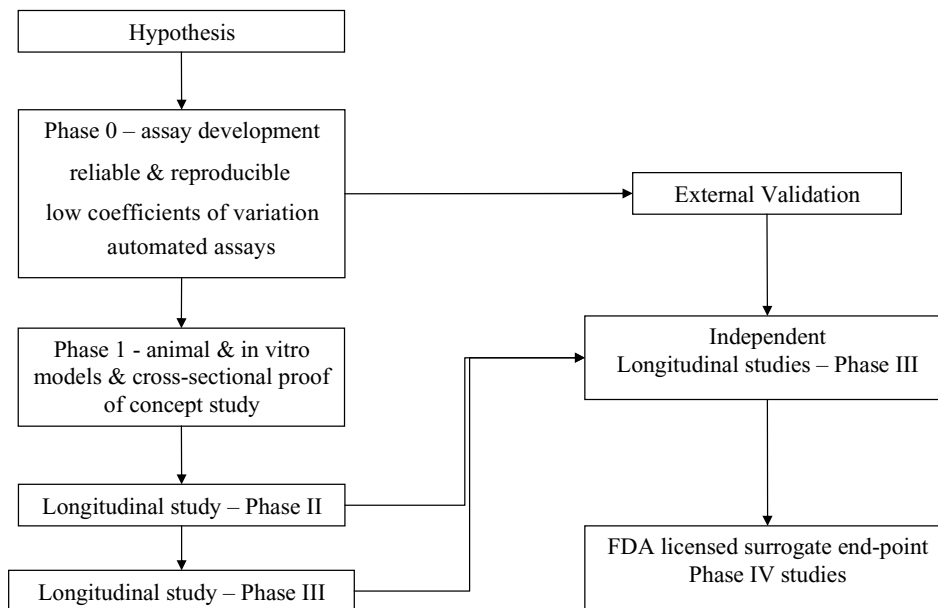 Hypothesis
Phase 0 – assay development
reliable & reproducible
low coefficients of variation
automated assays
External Validation
Phase 1 - animal & in vitro
models & cross-sectional proof
of concept study
Independent
Longitudinal studies – Phase III
Longitudinal study – Phase II
Longitudinal study – Phase III
FDA licensed surrogate end-point
Phase IV studies